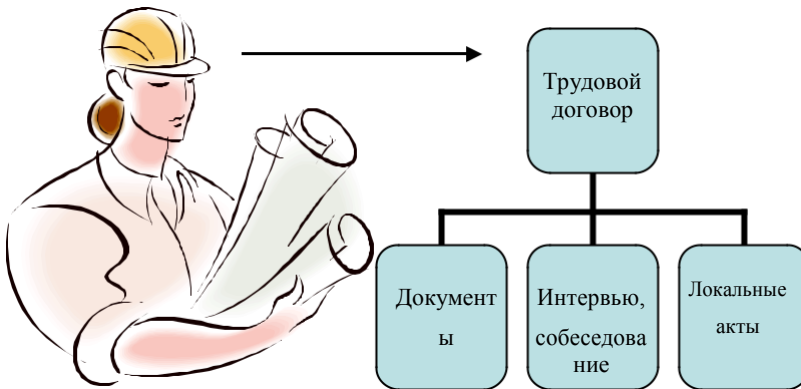 Трудовой
договор
Документ
ы
Интервью,
собеседова
ние
Локальные
акты